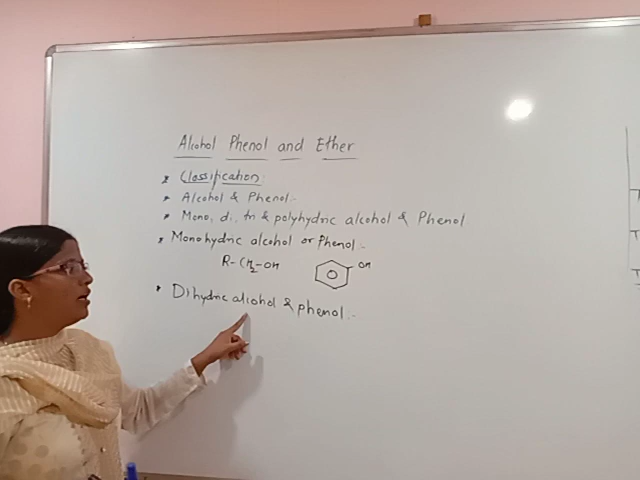 Alcohol Phenol and Ether
* Classification:
* Alcohol & Phenol:-
* Mono, di, tri & polyhydric alcohol & Phenol
* Monohydric alcohol or Phenol:-
R-CH2-OH OH
* Dihydric alcohol & phenol:-